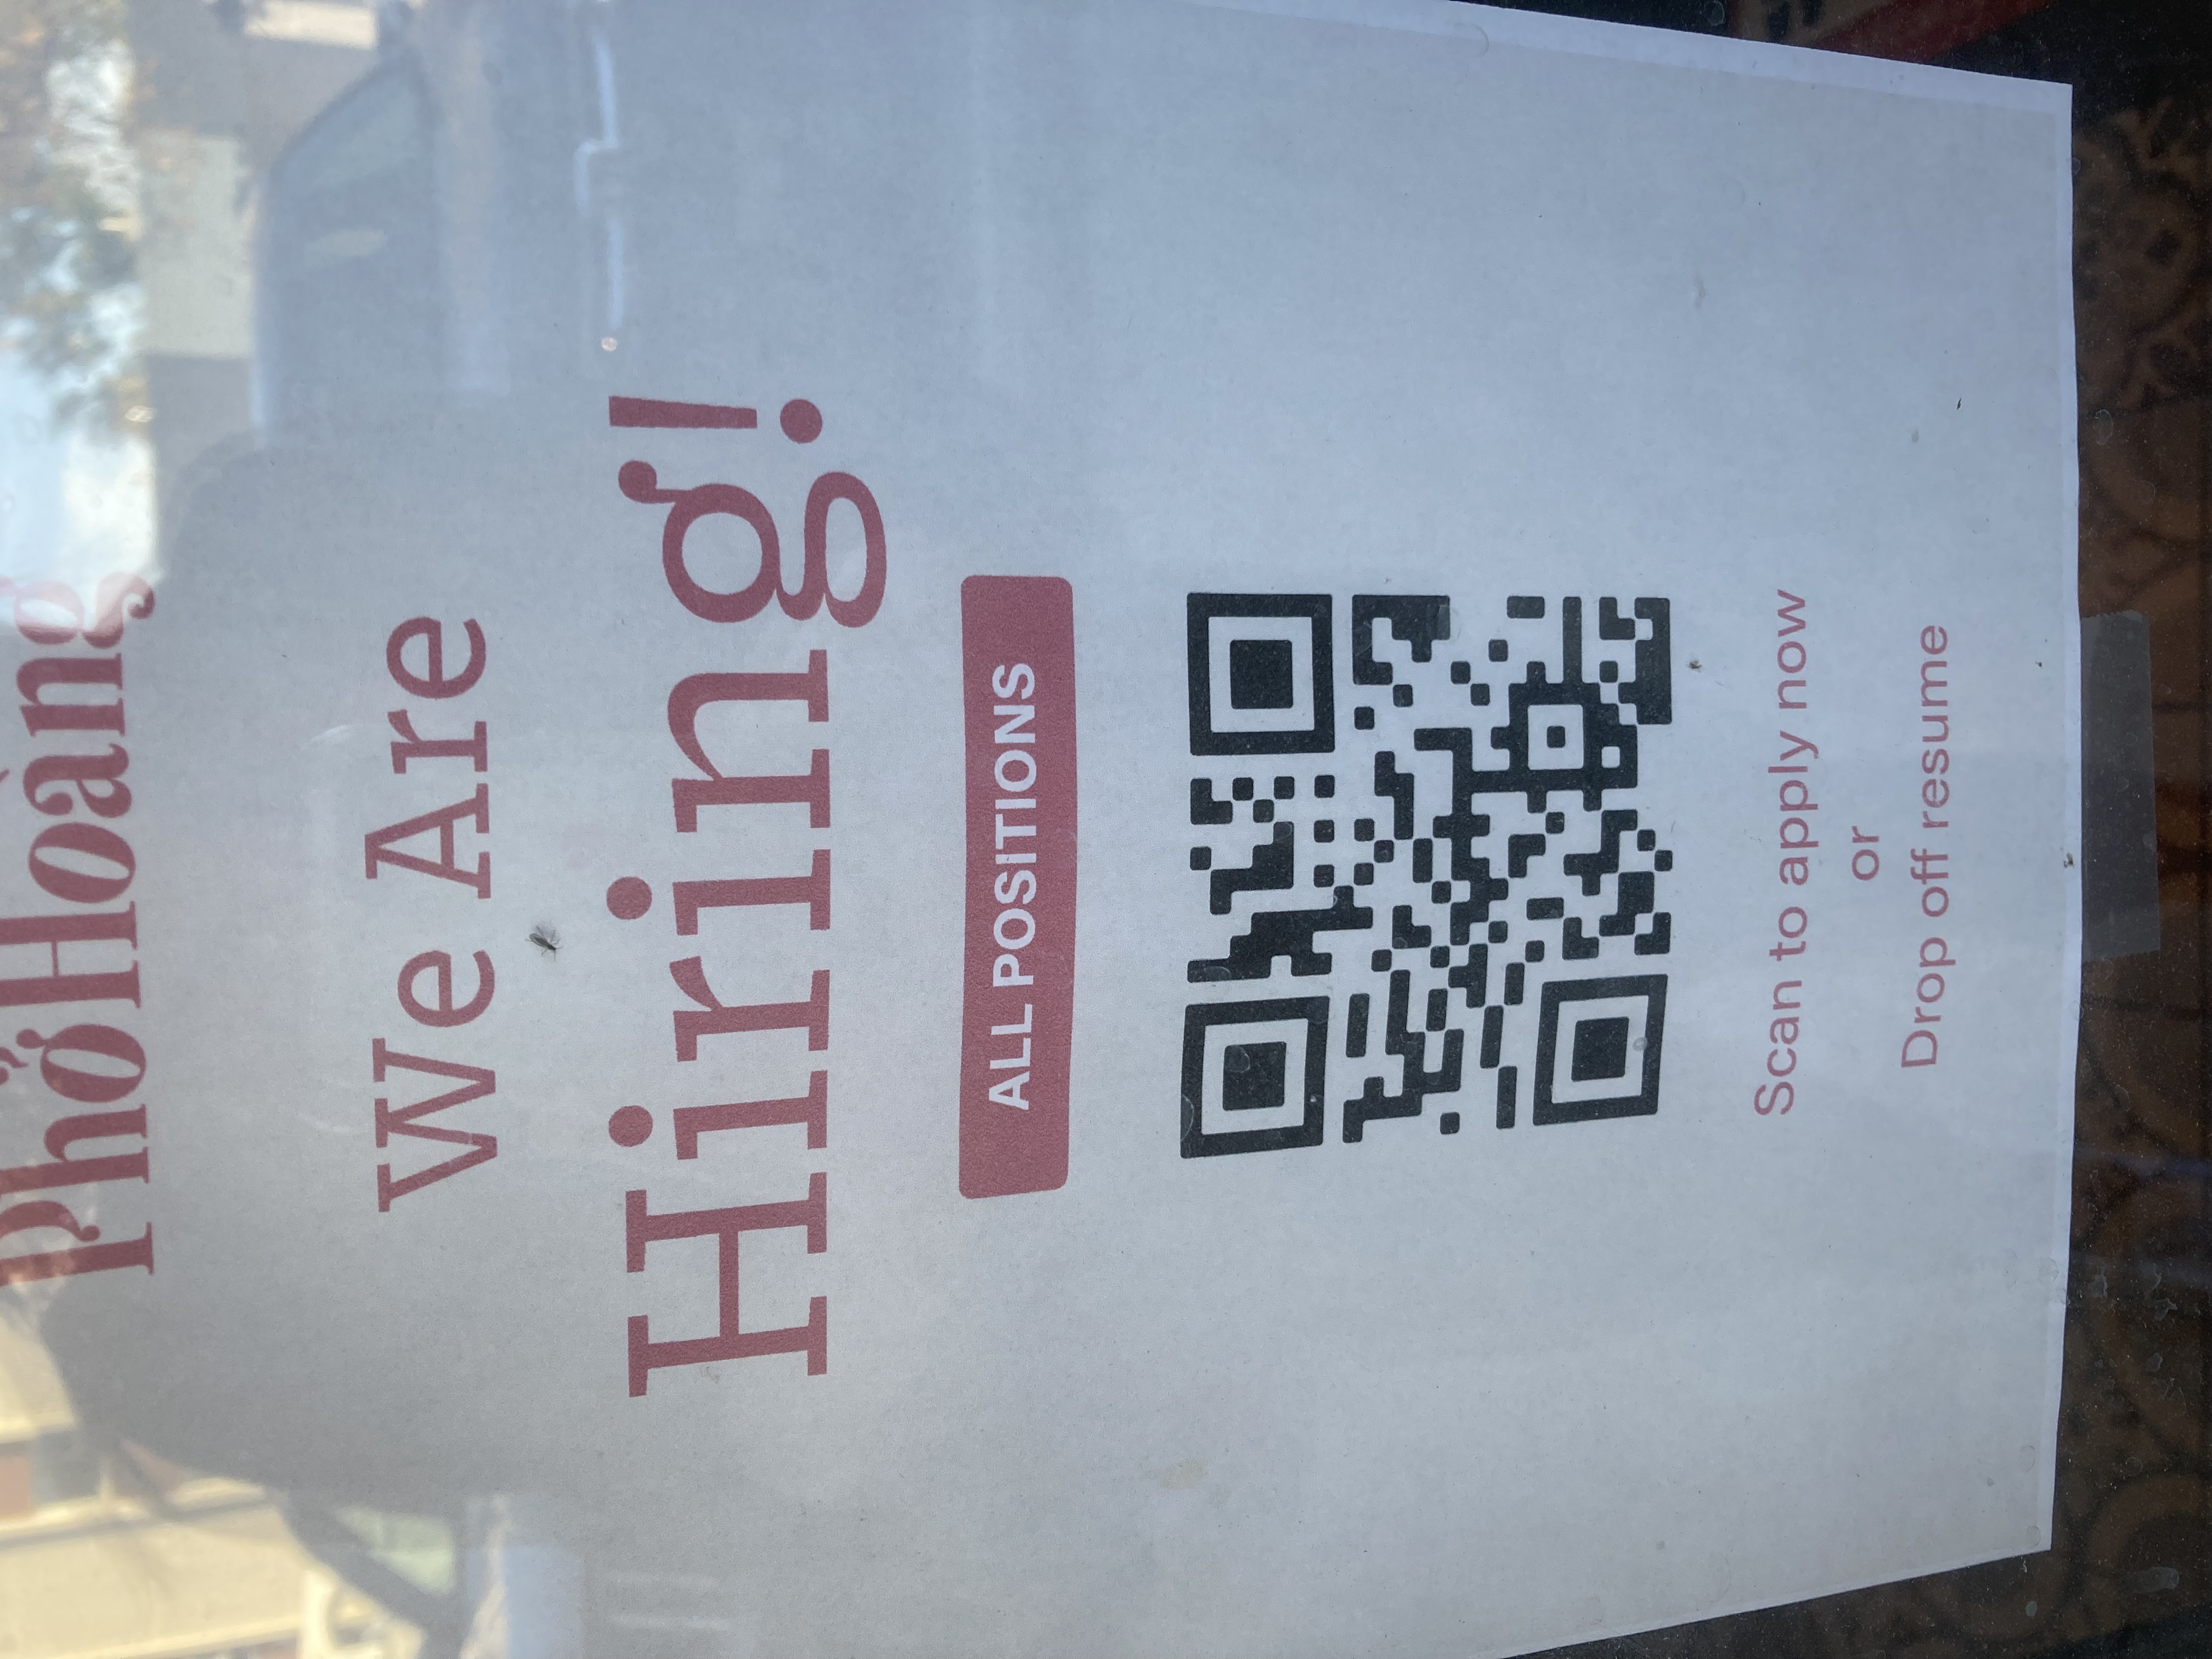 Phở Hoàng
We Are
Hiring!
ALL POSITIONS
Scan to apply now
or
Drop off resume